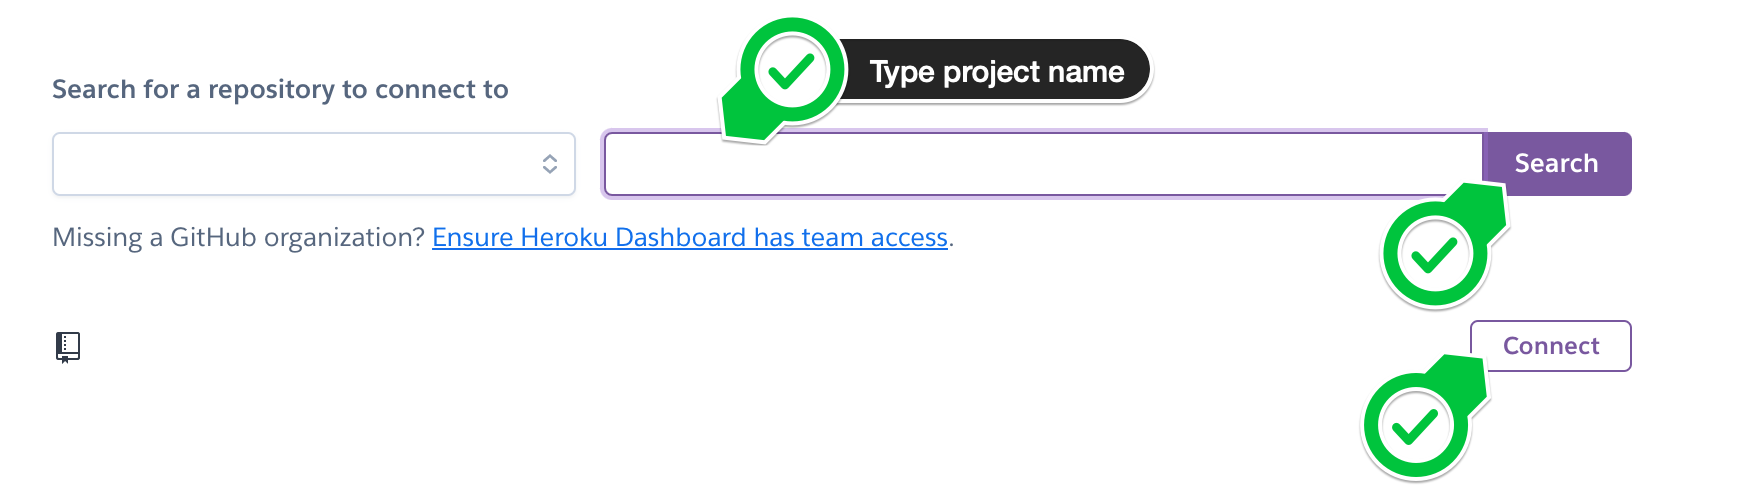 Type project name
Search for a repository to connect to
Search
Missing a GitHub organization? Ensure Heroku Dashboard has team access.
Connect